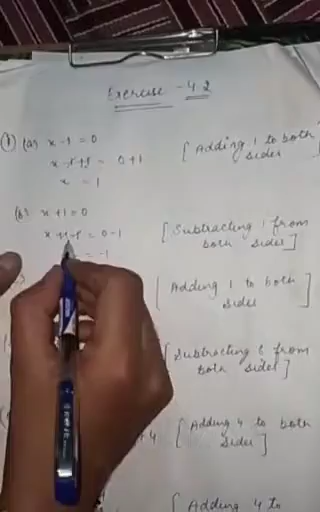 Exercise - 4.2
(1) (a) x - 1 = 0
x - 1 + 1 = 0 + 1 [Adding 1 to both sides]
x = 1
(b) x + 1 = 0
x + 1 - 1 = 0 - 1 [Subtracting 1 from both sides]
= -1
[Adding 1 to both sides]
[Subtracting 6 from both sides]
+ 4 [Adding 4 to both sides]
[Adding 4 to